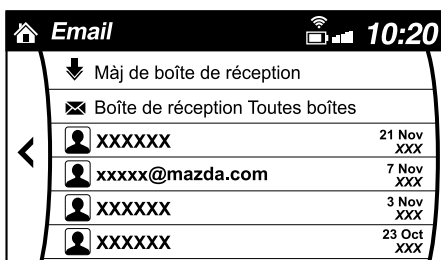 Email 10:20
Màj de boîte de réception
Boîte de réception Toutes boîtes
XXXXXX 21 Nov
XXX
xxxxx@mazda.com 7 Nov
XXX
XXXXXX 3 Nov
XXX
XXXXXX 23 Oct
XXX